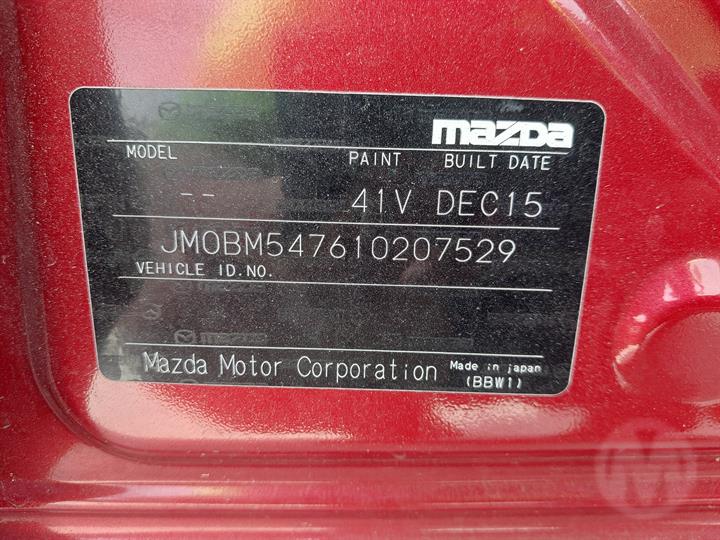 mazda
MODEL PAINT BUILT DATE
-- 41V DEC15
JM0BM547610207529
VEHICLE ID.NO.
Mazda Motor Corporation Made in japan
(BBW1)